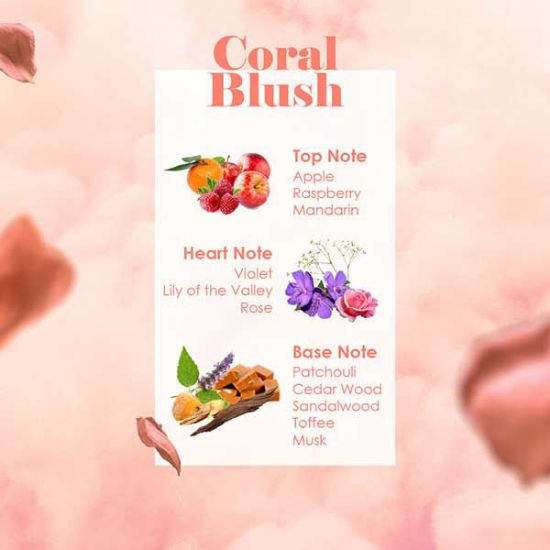 Coral
Blush
Top Note
Apple
Raspberry
Mandarin
Heart Note
Violet
Lily of the Valley
Rose
Base Note
Patchouli
Cedar Wood
Sandalwood
Toffee
Musk